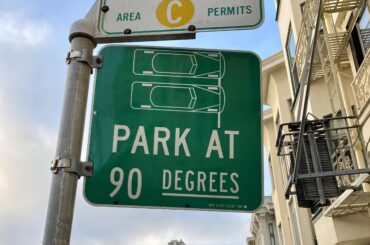 AREA C PERMITS
PARK AT
90 DEGREES